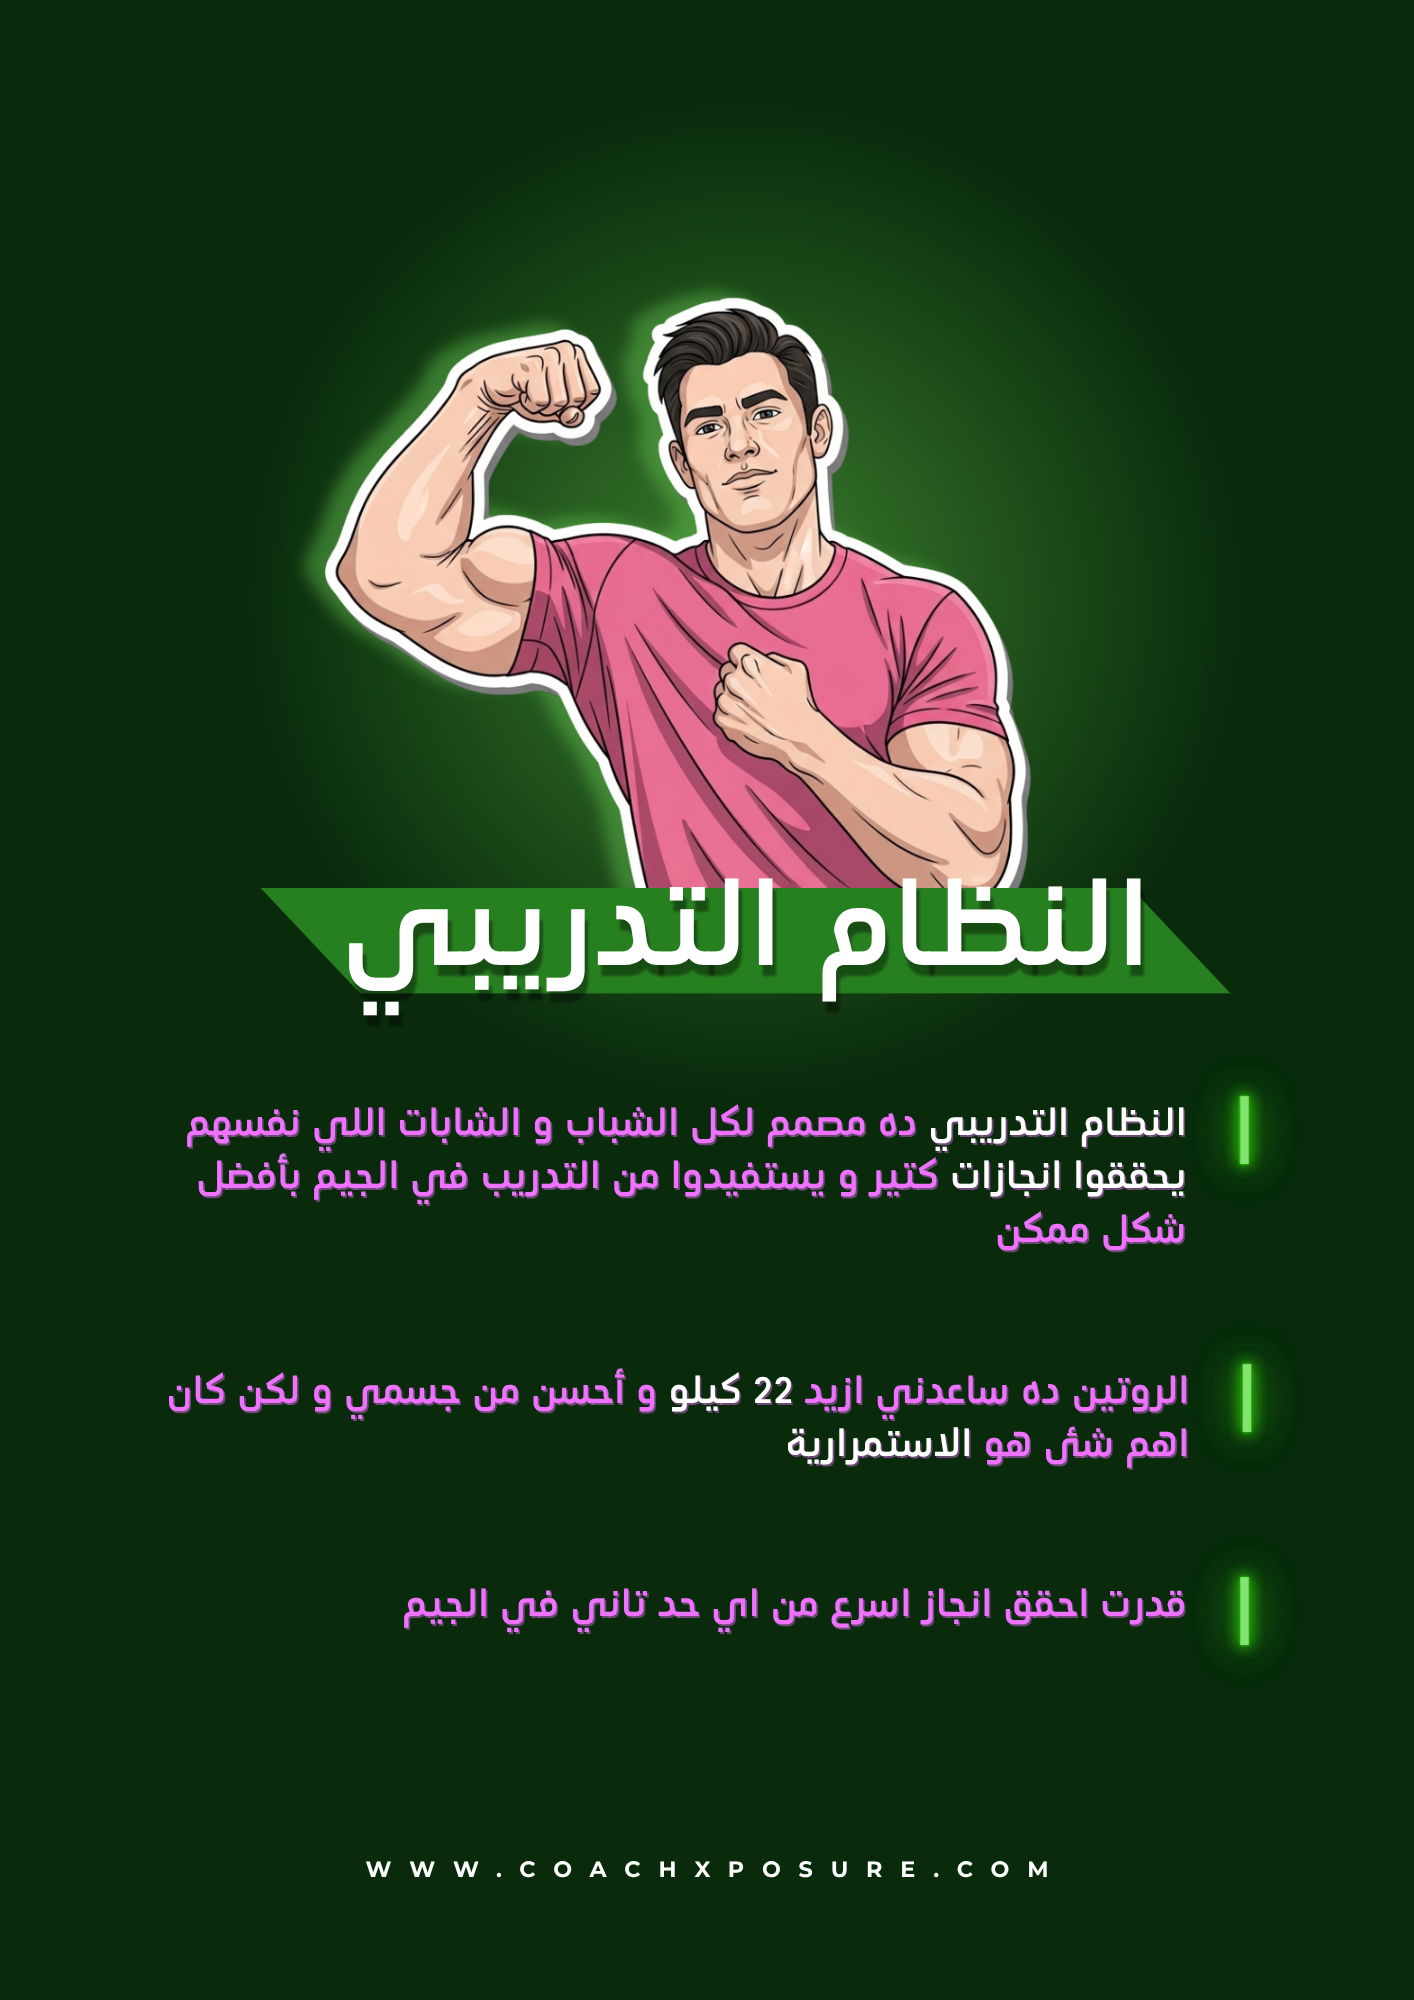 النظام التدريبي
النظام التدريبي ده مصمم لكل الشباب و الشابات اللي نفسهم
يحققوا انجازات كتير و يستفيدوا من التدريب في الجيم بأفضل
شكل ممكن
الروتين ده ساعدني ازيد 22 كيلو و أحسن من جسمي و لكن كان
اهم شئ هو الاستمرارية
قدرت احقق انجاز اسرع من اي حد تاني في الجيم
WWW.COACHXPOSURE.COM